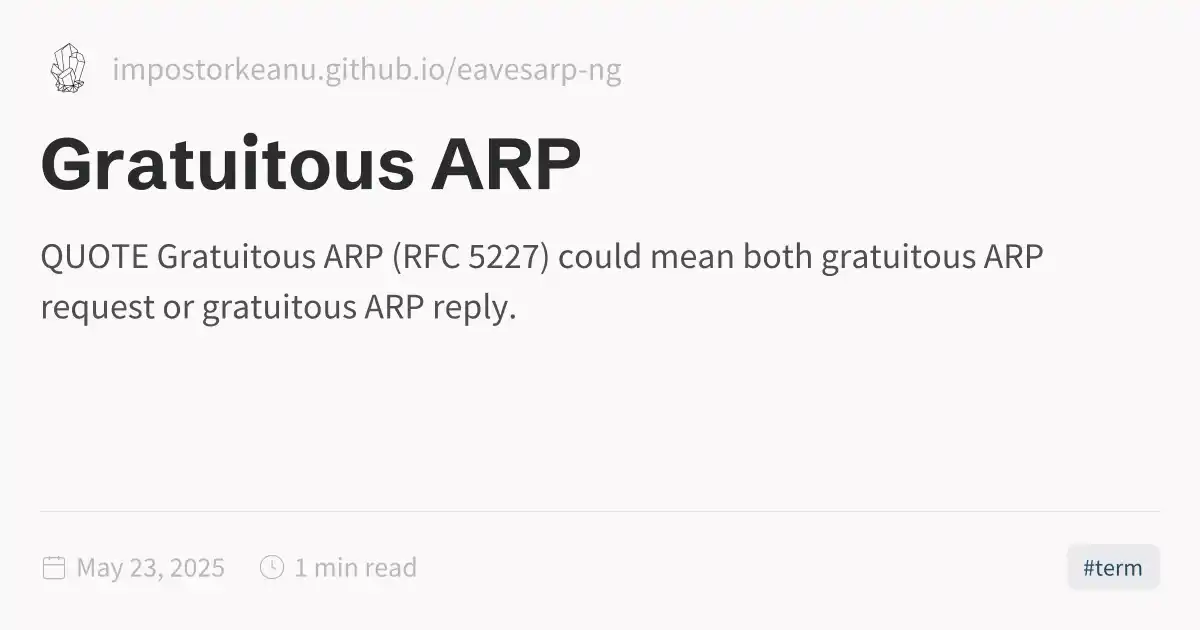 impostorkeanu.github.io/eavesarp-ng
Gratuitous ARP
QUOTE Gratuitous ARP (RFC 5227) could mean both gratuitous ARP
request or gratuitous ARP reply.
May 23, 2025 1 min read #term